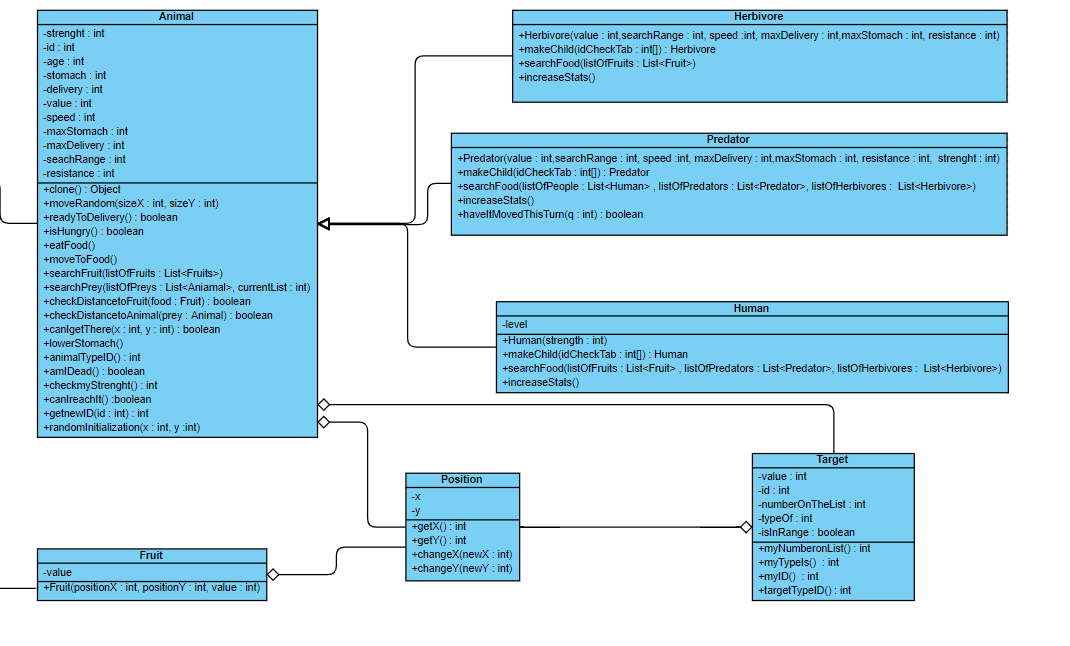 Animal
-strenght : int
-id : int
-age : int
-stomach : int
-delivery : int
-value : int
-speed : int
-maxStomach : int
-maxDelivery : int
-seachRange : int
-resistance : int
+clone() : Object
+moveRandom(sizeX : int, sizeY : int)
+readyToDelivery() : boolean
+isHungry() : boolean
+eatFood()
+moveToFood()
+searchFruit(listOfFruits : List<Fruits>)
+searchPrey(listOfPreys : List<Aniamal>, currentList : int)
+checkDistancetoFruit(food : Fruit) : boolean
+checkDistancetoAnimal(prey : Animal) : boolean
+canIgetThere(x : int, y : int) : boolean
+lowerStomach()
+animalTypeID() : int
+amIDead() : boolean
+checkmyStrenght() : int
+canIreachIt() :boolean
+getnewID(id : int) : int
+randomInitialization(x : int, y :int)
Herbivore
+Herbivore(value : int,searchRange : int, speed :int, maxDelivery : int,maxStomach : int, resistance : int)
+makeChild(idCheckTab : int[]) : Herbivore
+searchFood(listOfFruits : List<Fruit>)
+increaseStats()
Predator
+Predator(value : int,searchRange : int, speed :int, maxDelivery : int,maxStomach : int, resistance : int, strenght : int)
+makeChild(idCheckTab : int[]) : Predator
+searchFood(listOfPeople : List<Human> , listOfPredators : List<Predator>, listOfHerbivores : List<Herbivore>)
+increaseStats()
+haveItMovedThisTurn(q : int) : boolean
Human
-level
+Human(strength : int)
+makeChild(idCheckTab : int[]) : Human
+searchFood(listOfFruits : List<Fruit> , listOfPredators : List<Predator>, listOfHerbivores : List<Herbivore>)
+increaseStats()
Position
-x
-y
+getX() : int
+getY() : int
+changeX(newX : int)
+changeY(newY : int)
Target
-value : int
-id : int
-numberOnTheList : int
-typeOf : int
-isInRange : boolean
+myNumberonList() : int
+myTypeIs() : int
+myID() : int
+targetTypeID() : int
Fruit
-value
+Fruit(positionX : int, positionY : int, value : int)